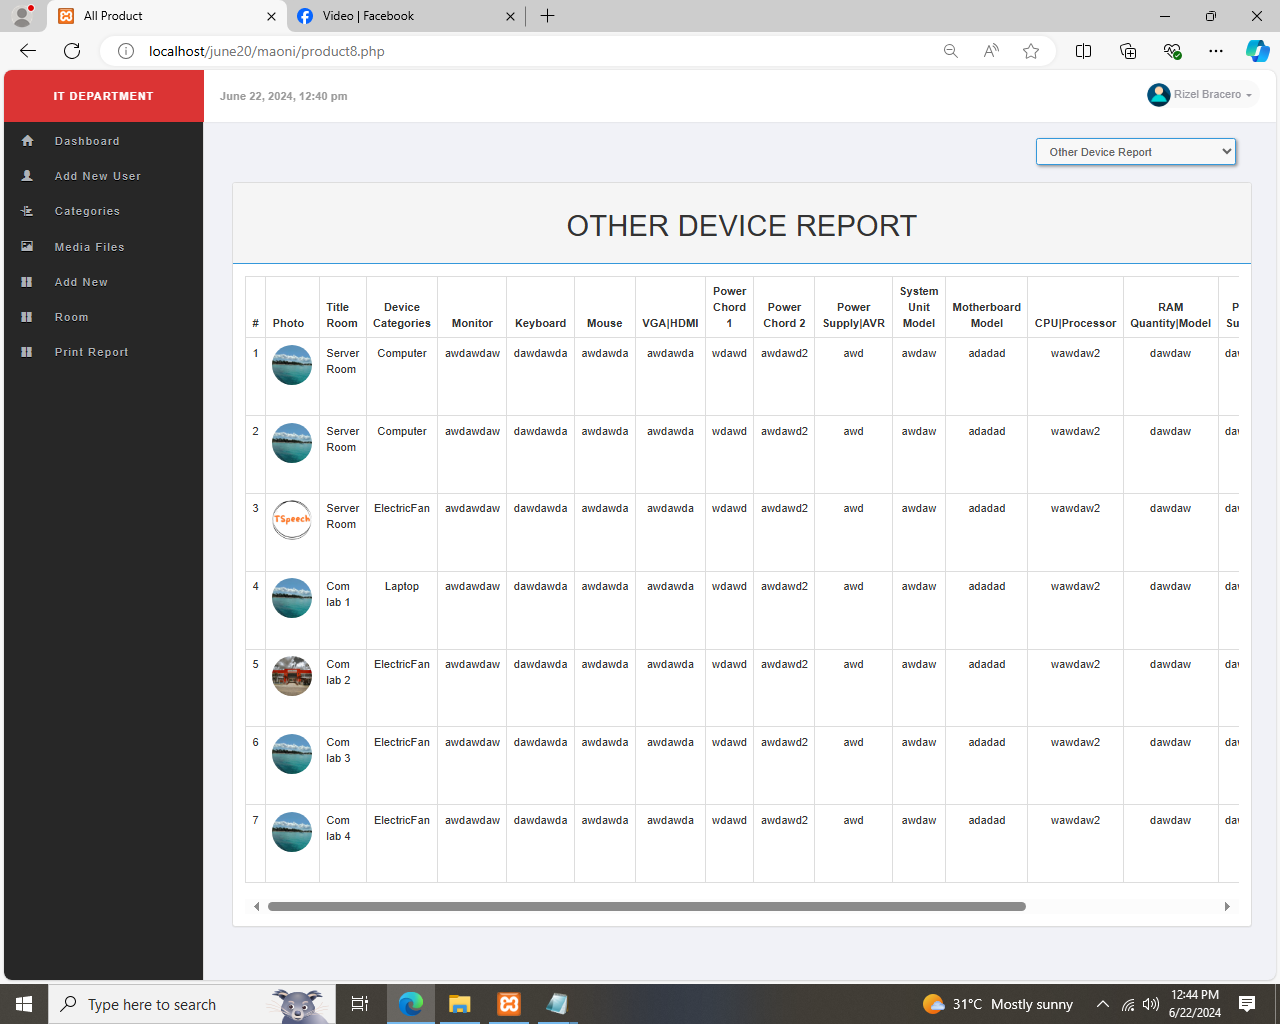 All Product
Video | Facebook
localhost/june20/maoni/product8.php
IT DEPARTMENT
June 22, 2024, 12:40 pm
Rizel Bracero
Dashboard
Add New User
Categories
Media Files
Add New
Room
Print Report
Other Device Report
OTHER DEVICE REPORT
# Photo Title Room Device Categories Monitor Keyboard Mouse VGA|HDMI Power Chord 1 Power Chord 2 Power Supply|AVR System Unit Model Motherboard Model CPU|Processor RAM Quantity|Model P Su
1 Server Room Computer awdawdaw dawdawda awdawda awdawda wdawd awdawd2 awd awdaw adadad wawdaw2 dawdaw da
2 Server Room Computer awdawdaw dawdawda awdawda awdawda wdawd awdawd2 awd awdaw adadad wawdaw2 dawdaw da
3 TSpeech Server Room ElectricFan awdawdaw dawdawda awdawda awdawda wdawd awdawd2 awd awdaw adadad wawdaw2 dawdaw da
4 Com lab 1 Laptop awdawdaw dawdawda awdawda awdawda wdawd awdawd2 awd awdaw adadad wawdaw2 dawdaw da
5 Com lab 2 ElectricFan awdawdaw dawdawda awdawda awdawda wdawd awdawd2 awd awdaw adadad wawdaw2 dawdaw da
6 Com lab 3 ElectricFan awdawdaw dawdawda awdawda awdawda wdawd awdawd2 awd awdaw adadad wawdaw2 dawdaw da
7 Com lab 4 ElectricFan awdawdaw dawdawda awdawda awdawda wdawd awdawd2 awd awdaw adadad wawdaw2 dawdaw da
Type here to search
31°C Mostly sunny
12:44 PM
6/22/2024